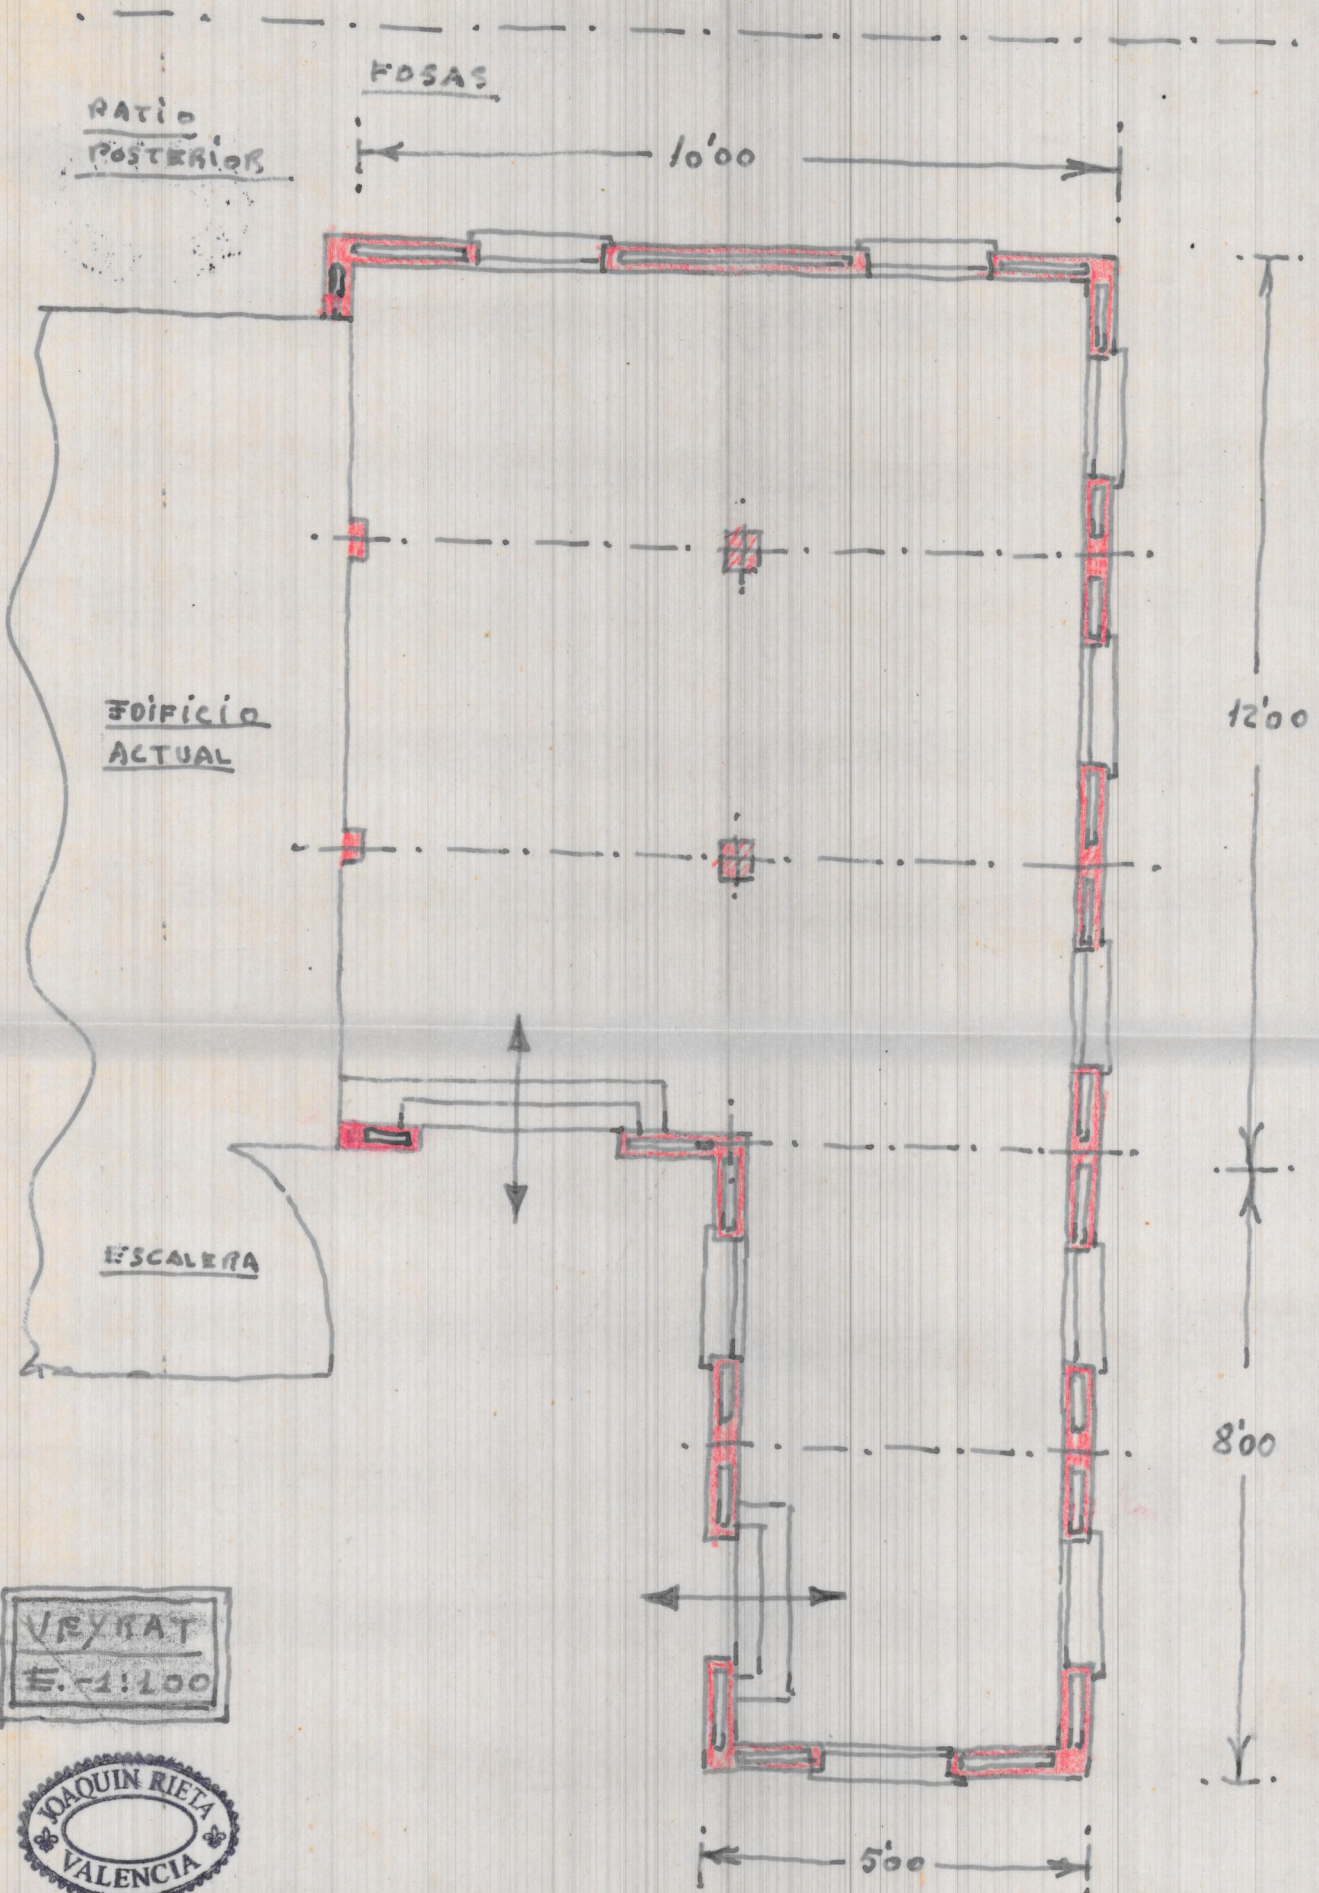 FOSAS
PATIO
POSTERIOR
10'00
12'00
EDIFICIO
ACTUAL
ESCALERA
8'00
VEYRAT
E.-1:100
JOAQUIN RIETA
VALENCIA
5'00